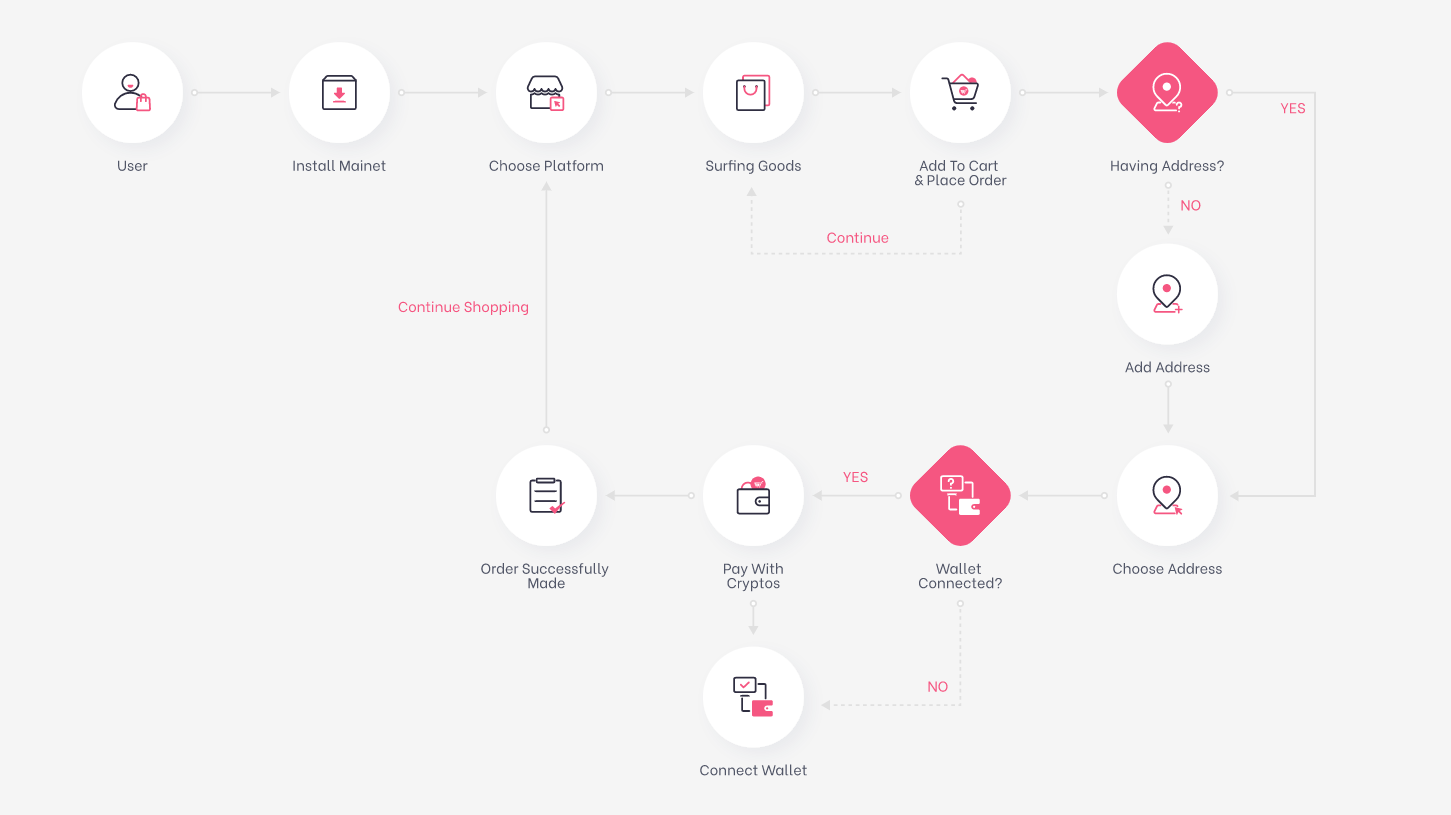 User
Install Mainet
Choose Platform
Surfing Goods
Add To Cart
& Place Order
Having Address?
YES
NO
Continue
Continue Shopping
Add Address
Choose Address
Wallet
Connected?
YES
Pay With
Cryptos
Order Successfully
Made
NO
Connect Wallet